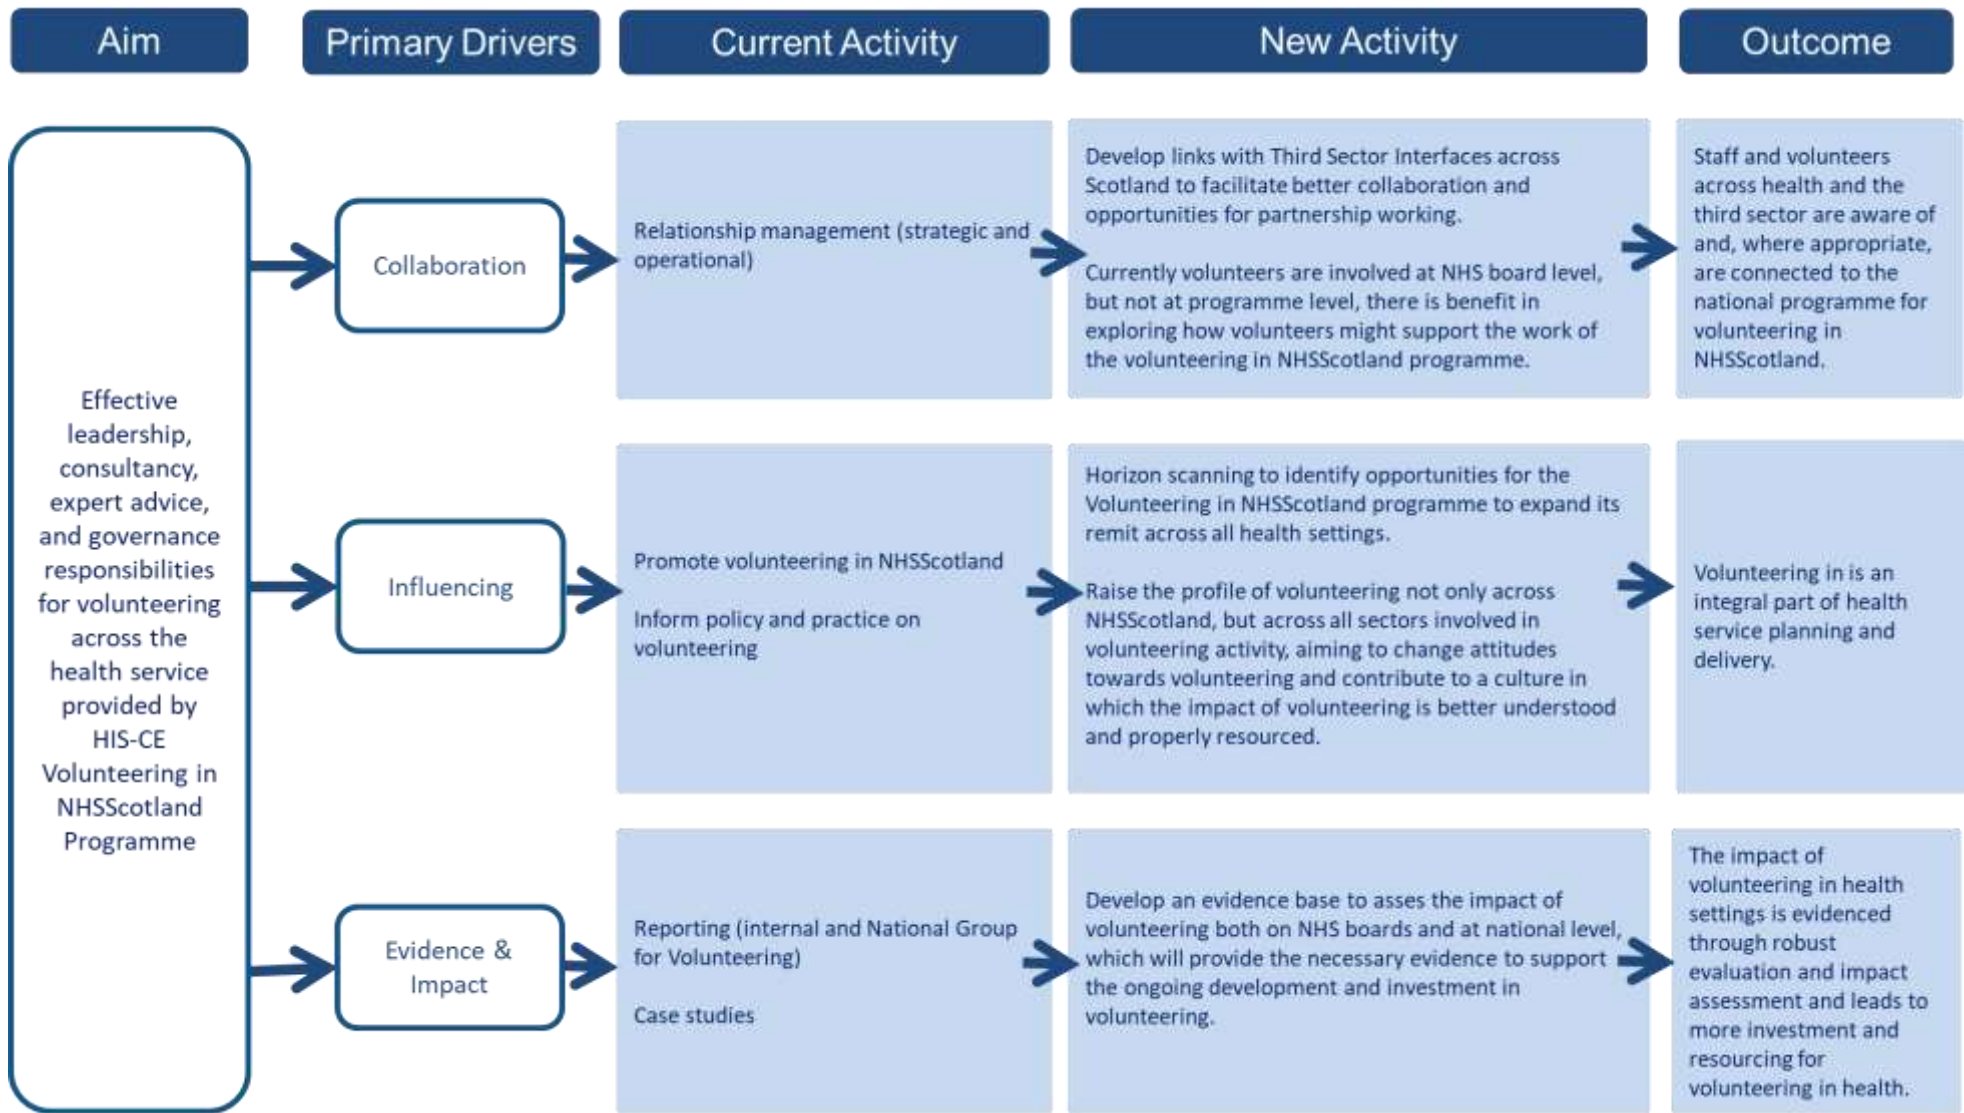 Aim
Primary Drivers
Current Activity
New Activity
Outcome
Effective
leadership,
consultancy,
expert advice,
and governance
responsibilities
for volunteering
across the
health service
provided by
HIS-CE
Volunteering in
NHSScotland
Programme
Collaboration
Relationship management (strategic and
operational)
Develop links with Third Sector Interfaces across
Scotland to facilitate better collaboration and
opportunities for partnership working.
Currently volunteers are involved at NHS board level,
but not at programme level, there is benefit in
exploring how volunteers might support the work of
the volunteering in NHSScotland programme.
Staff and volunteers
across health and the
third sector are aware of
and, where appropriate,
are connected to the
national programme for
volunteering in
NHSScotland.
Influencing
Promote volunteering in NHSScotland
Inform policy and practice on
volunteering
Horizon scanning to identify opportunities for the
Volunteering in NHSScotland programme to expand its
remit across all health settings.
Raise the profile of volunteering not only across
NHSScotland, but across all sectors involved in
volunteering activity, aiming to change attitudes
towards volunteering and contribute to a culture in
which the impact of volunteering is better understood
and properly resourced.
Volunteering in is an
integral part of health
service planning and
delivery.
Evidence &
Impact
Reporting (internal and National Group
for Volunteering)
Case studies
Develop an evidence base to asses the impact of
volunteering both on NHS boards and at national level,
which will provide the necessary evidence to support
the ongoing development and investment in
volunteering.
The impact of
volunteering in health
settings is evidenced
through robust
evaluation and impact
assessment and leads to
more investment and
resourcing for
volunteering in health.